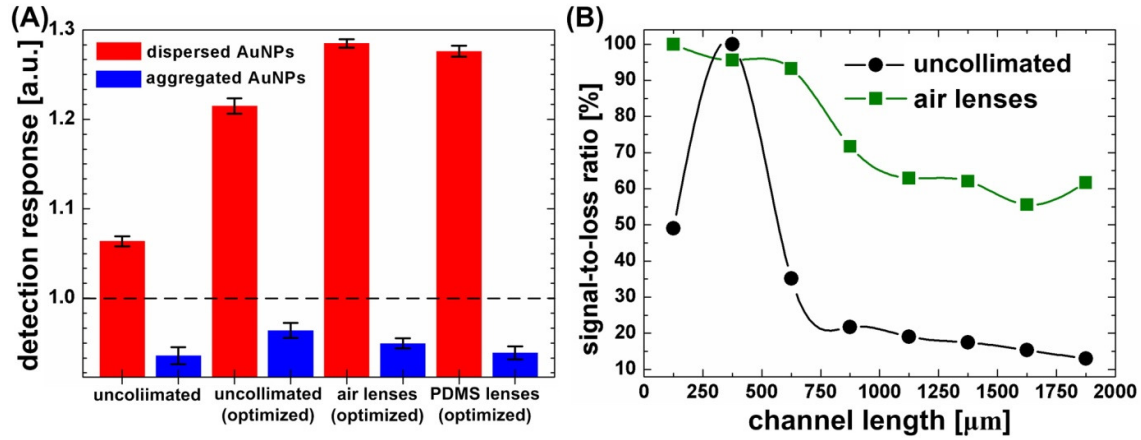 (A)
detection response [a.u.]
1.3
1.2
1.1
1.0
dispersed AuNPs
aggregated AuNPs
uncoliimated
uncollimated
(optimized)
air lenses
(optimized)
PDMS lenses
(optimized)
(B)
signal-to-loss ratio [%]
100
90
80
70
60
50
40
30
20
10
uncollimated
air lenses
0
250
500
750
1000
1250
1500
1750
2000
channel length [µm]